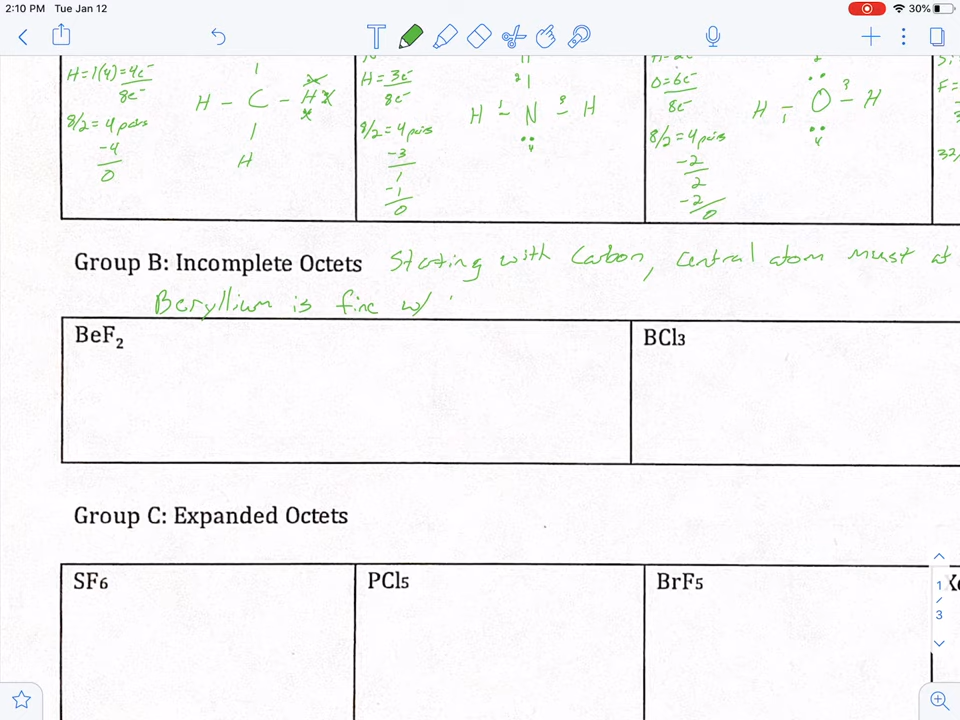 2:10 PM Tue Jan 12
30%
H = 1(4) = 4e⁻
8e⁻
8/2 = 4 pairs
-4
0
H - C - H
H
H = 3e⁻
8e⁻
8/2 = 4 pairs
-3
1
-1
0
H - N - H
O = 6e⁻
8e⁻
8/2 = 4 pairs
-2
2
-2
0
H - O - H
F =
32/
Group B: Incomplete Octets Starting with Carbon, central atom must at
Beryllium is fine w/
BeF₂
BCl₃
Group C: Expanded Octets
SF₆
PCl₅
BrF₅
X
1
/
3